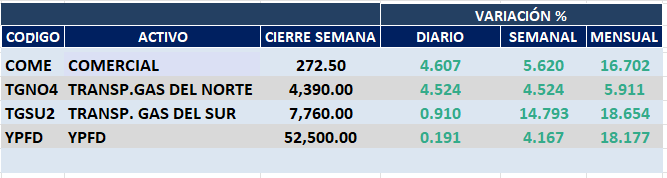 VARIACIÓN %
CODIGO ACTIVO CIERRE SEMANA DIARIO SEMANAL MENSUAL
COME COMERCIAL 272.50 4.607 5.620 16.702
TGNO4 TRANSP.GAS DEL NORTE 4,390.00 4.524 4.524 5.911
TGSU2 TRANSP. GAS DEL SUR 7,760.00 0.910 14.793 18.654
YPFD YPFD 52,500.00 0.191 4.167 18.177